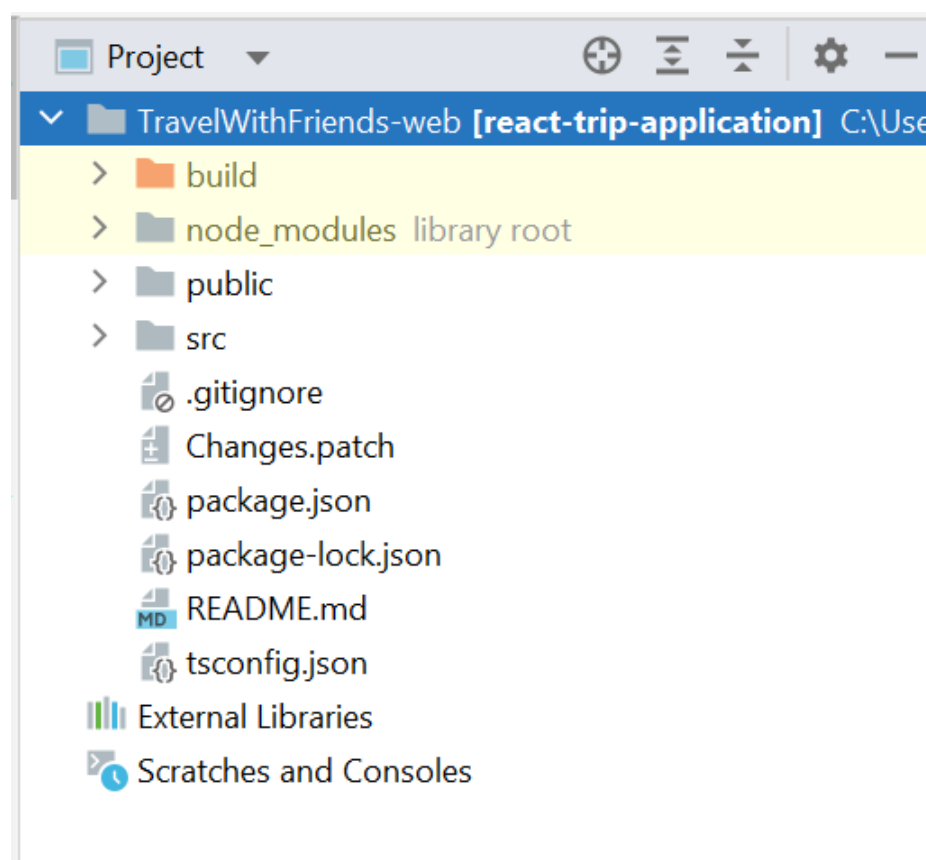 Project
TravelWithFriends-web [react-trip-application] C:\Use
build
node_modules library root
public
src
.gitignore
Changes.patch
package.json
package-lock.json
MD README.md
tsconfig.json
External Libraries
Scratches and Consoles